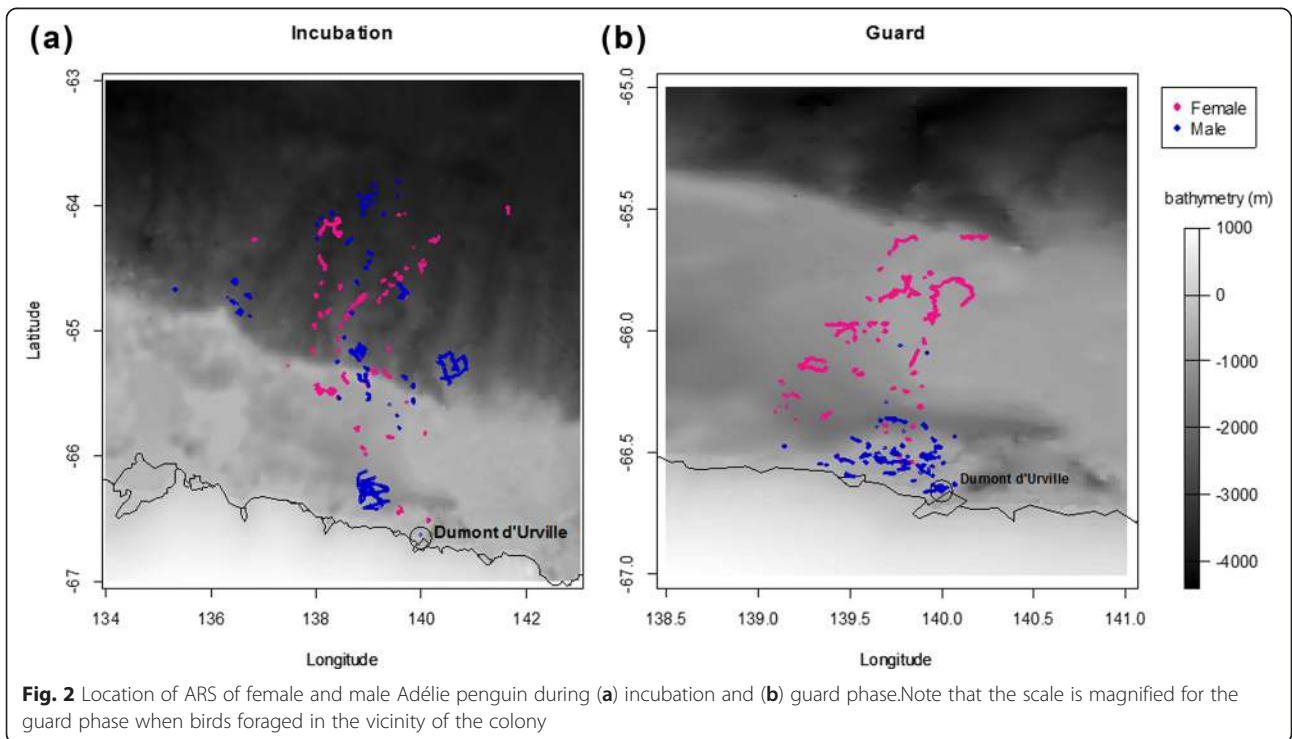 (a)
Incubation
-63
-64
-65
-66
-67
Latitude
134
136
138
140
142
Longitude
Dumont d'Urville
(b)
Guard
-65.0
-65.5
-66.0
-66.5
-67.0
138.5
139.0
139.5
140.0
140.5
141.0
Longitude
Dumont d'Urville
Female
Male
bathymetry (m)
1000
0
-1000
-2000
-3000
-4000
Fig. 2 Location of ARS of female and male Adélie penguin during (a) incubation and (b) guard phase.Note that the scale is magnified for the
guard phase when birds foraged in the vicinity of the colony